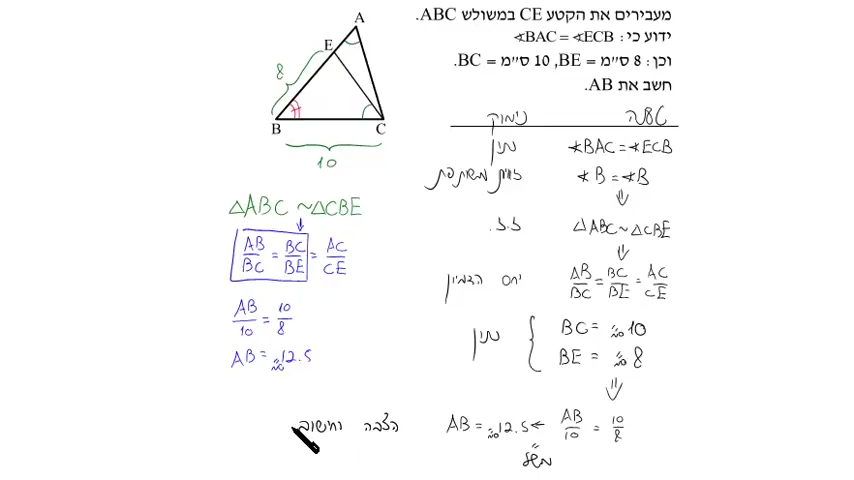 מעבירים את הקטע CE במשולש ABC.
ידוע כי: ∢BAC = ∢ECB
וכן: 8 ס״מ = BE, 10 ס״מ = BC.
חשב את AB.
A
E
8
B
C
10
טענה נימוק
∢BAC = ∢ECB נתון
∢B = ∢B זווית משותפת
⇓
△ABC ~ △CBE ז.ז.
⇓
AB/BC = BC/BE = AC/CE יחס הדמיון
BC = 10 ס״מ
BE = 8 ס״מ
נתון
⇓
AB/10 = 10/8 → AB = 12.5 ס״מ הצבה וחישוב
מש״ל
△ABC ~ △CBE
↓
AB/BC = BC/BE = AC/CE
AB/10 = 10/8
AB = 12.5 ס״מ